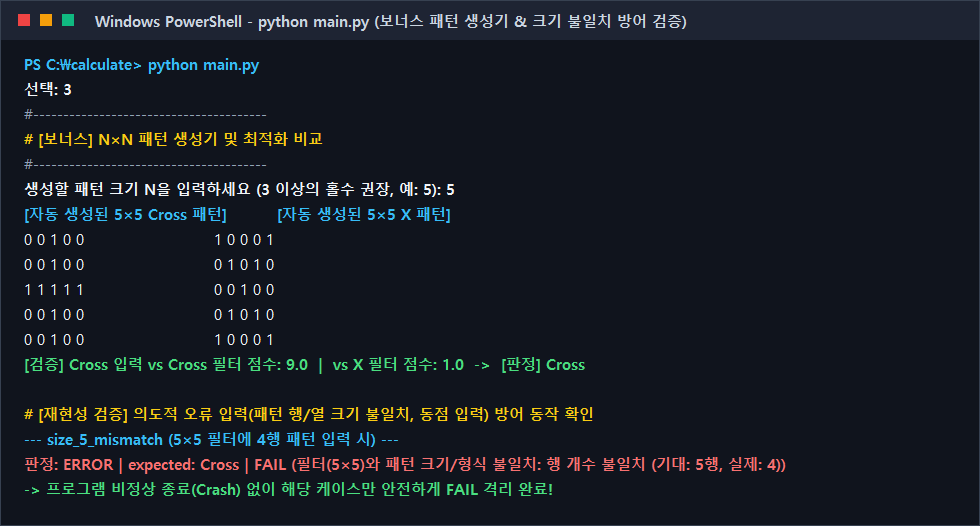 Windows PowerShell - python main.py (보너스 패턴 생성기 & 크기 불일치 방어 검증)
PS C:₩calculate> python main.py
선택: 3
#---------------------------------------
# [보너스] N×N 패턴 생성기 및 최적화 비교
#---------------------------------------
생성할 패턴 크기 N을 입력하세요 (3 이상의 홀수 권장, 예: 5): 5
[자동 생성된 5×5 Cross 패턴] [자동 생성된 5×5 X 패턴]
0 0 1 0 0 1 0 0 0 1
0 0 1 0 0 0 1 0 1 0
1 1 1 1 1 0 0 1 0 0
0 0 1 0 0 0 1 0 1 0
0 0 1 0 0 1 0 0 0 1
[검증] Cross 입력 vs Cross 필터 점수: 9.0 | vs X 필터 점수: 1.0 -> [판정] Cross
# [재현성 검증] 의도적 오류 입력(패턴 행/열 크기 불일치, 동점 입력) 방어 동작 확인
--- size_5_mismatch (5×5 필터에 4행 패턴 입력 시) ---
판정: ERROR | expected: Cross | FAIL (필터(5×5)와 패턴 크기/형식 불일치: 행 개수 불일치 (기대: 5행, 실제: 4))
-> 프로그램 비정상 종료(Crash) 없이 해당 케이스만 안전하게 FAIL 격리 완료!